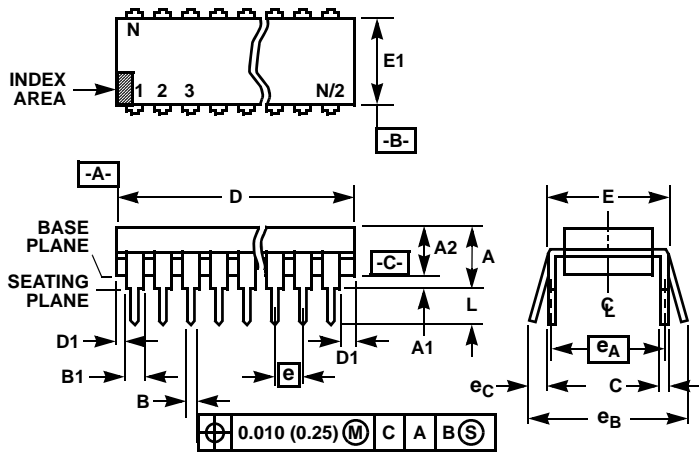 N
E1
INDEX
AREA
1 2 3 N/2
-B-
-A-
D
E
BASE
PLANE
A2
A
-C-
SEATING
PLANE
L
C L
D1
A1
D1
e
eA
B1
eC
C
B
eB
0.010 (0.25) M C A B S